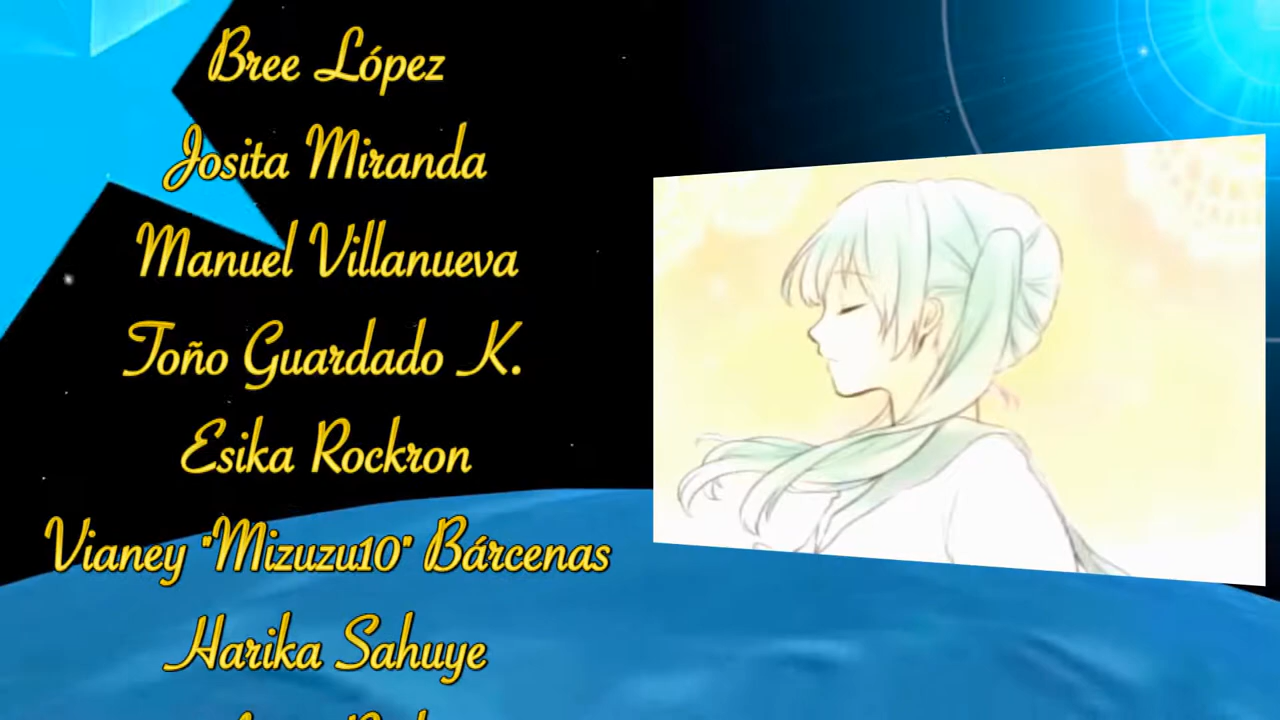 Bree López
Josita Miranda
Manuel Villanueva
Toño Guardado K.
Esika Rockron
Vianey "Mizuzu10" Bárcenas
Harika Sahuye